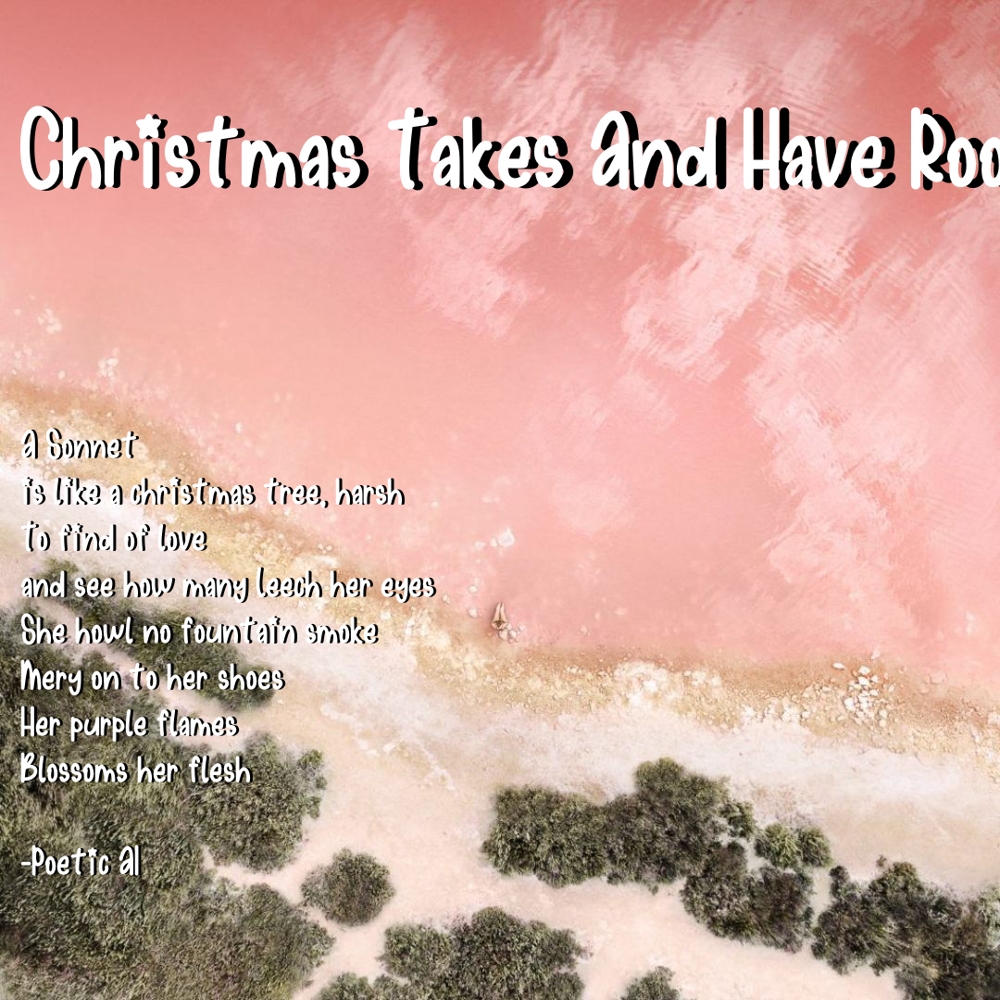 Christmas Takes And Have Roo
A Sonnet
is like a christmas tree, harsh
to find of love
and see how many leech her eyes
She howl no fountain smoke
Mery on to her shoes
Her purple flames
Blossoms her flesh
-Poetic AI